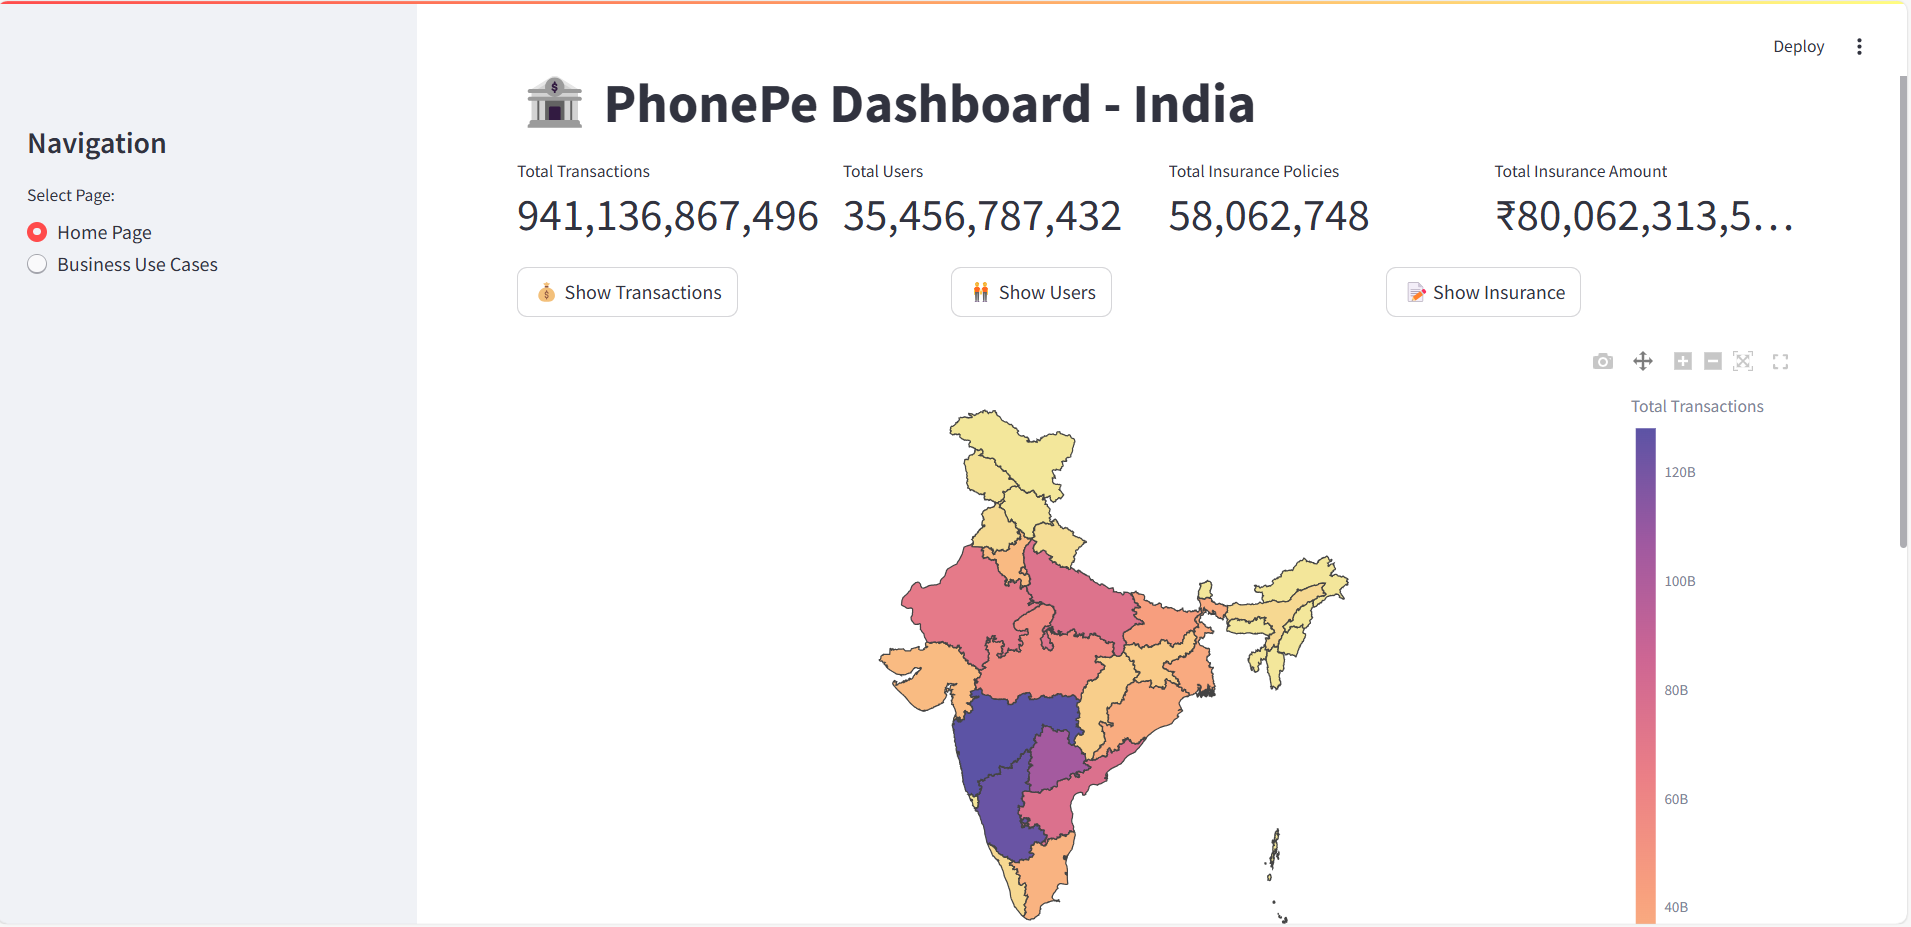 Deploy
PhonePe Dashboard - India
Navigation
Select Page:
Home Page
Business Use Cases
Total Transactions
941,136,867,496
Total Users
35,456,787,432
Total Insurance Policies
58,062,748
Total Insurance Amount
₹80,062,313,5...
Show Transactions
Show Users
Show Insurance
Total Transactions
120B
100B
80B
60B
40B